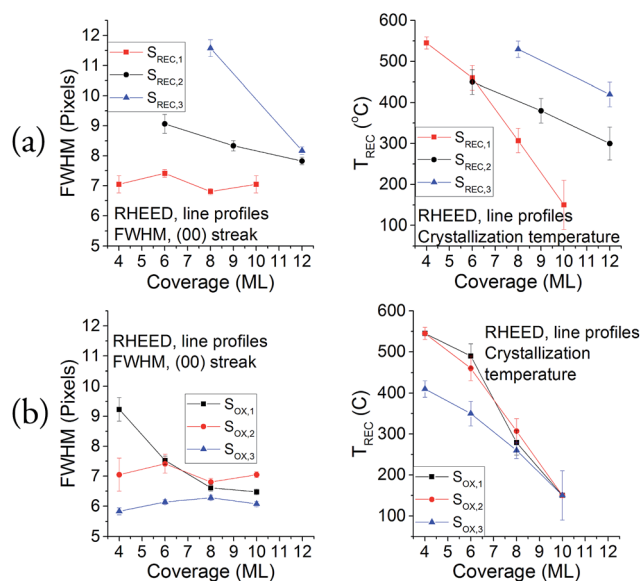 (a)
FWHM (Pixels)
12
11
10
9
8
7
6
5
S_REC,1
S_REC,2
S_REC,3
RHEED, line profiles
FWHM, (00) streak
4 5 6 7 8 9 10 11 12
Coverage (ML)
T_REC (°C)
600
500
400
300
200
100
S_REC,1
S_REC,2
S_REC,3
RHEED, line profiles
Crystallization temperature
4 5 6 7 8 9 10 11 12
Coverage (ML)
(b)
FWHM (Pixels)
12
11
10
9
8
7
6
5
RHEED, line profiles
FWHM, (00) streak
S_OX,1
S_OX,2
S_OX,3
4 5 6 7 8 9 10 11 12
Coverage (ML)
T_REC (C)
600
500
400
300
200
100
RHEED, line profiles
Crystallization
temperature
S_OX,1
S_OX,2
S_OX,3
4 5 6 7 8 9 10 11 12
Coverage (ML)